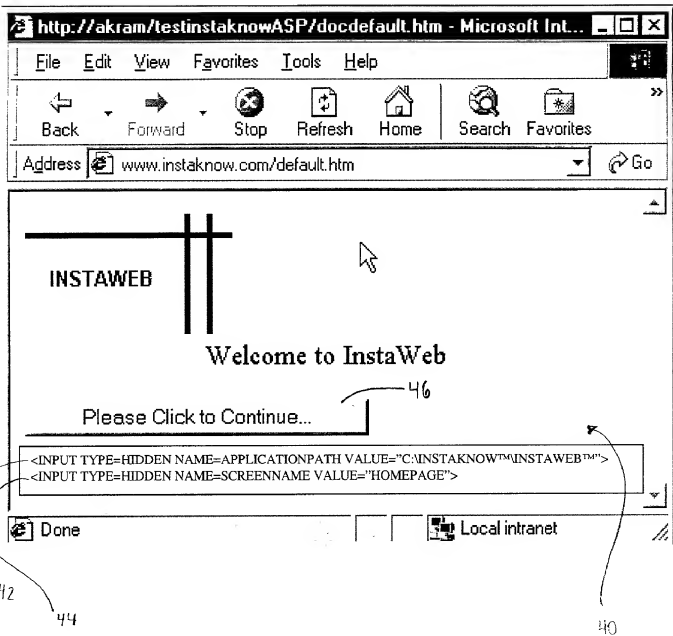 http://akram/testinstaknowASP/docdefault.htm - Microsoft Int...
File Edit View Favorites Tools Help
Back Forward Stop Refresh Home Search Favorites »
Address www.instaknow.com/default.htm Go
INSTAWEB
Welcome to InstaWeb
46
Please Click to Continue...
<INPUT TYPE=HIDDEN NAME=APPLICATIONPATH VALUE="C:\INSTAKNOW™\INSTAWEB™">
<INPUT TYPE=HIDDEN NAME=SCREENNAME VALUE="HOMEPAGE">
Done Local intranet
42
44
40